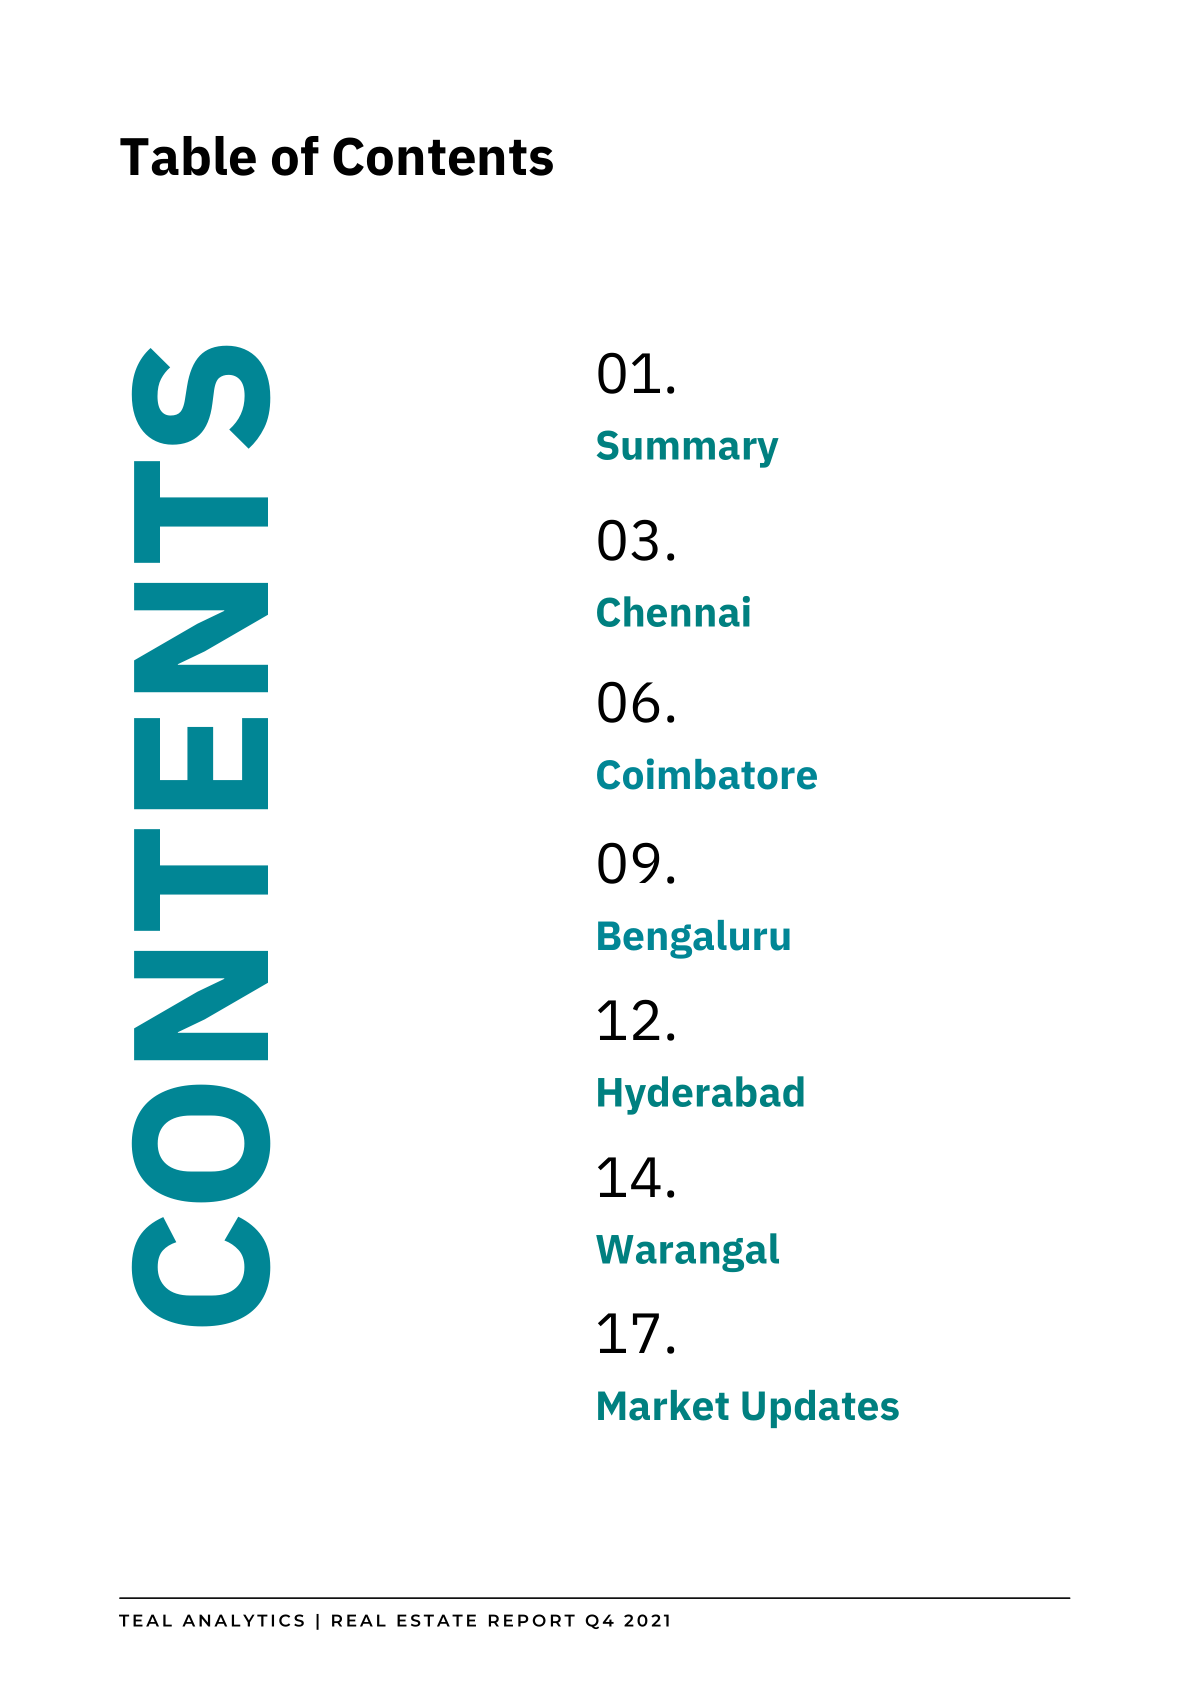 Table of Contents
CONTENTS
01.
Summary
03.
Chennai
06.
Coimbatore
09.
Bengaluru
12.
Hyderabad
14.
Warangal
17.
Market Updates
TEAL ANALYTICS | REAL ESTATE REPORT Q4 2021